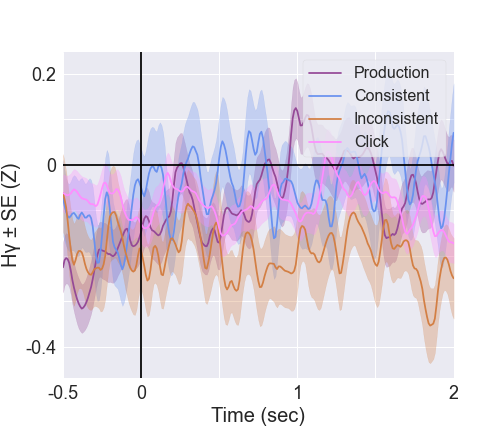 Production
Consistent
Inconsistent
Click
0.2
0
-0.4
Hγ ± SE (Z)
-0.5
0
1
2
Time (sec)